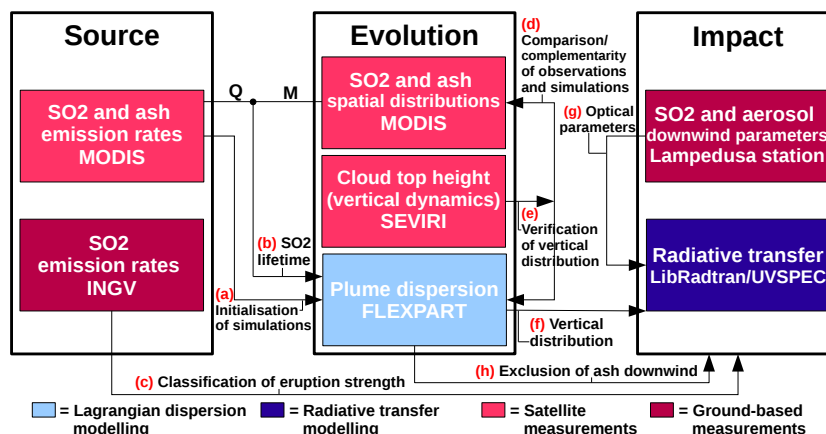 Source
SO2 and ash
emission rates
MODIS
SO2
emission rates
INGV
Q
M
(b) SO2
lifetime
(a)
Initialisation
of simulations
Evolution
SO2 and ash
spatial distributions
MODIS
Cloud top height
(vertical dynamics)
SEVIRI
Plume dispersion
FLEXPART
(d)
Comparison/
complementarity
of observations
and simulations
(g) Optical
parameters
(e)
Verification
of vertical
distribution
(f) Vertical
distribution
Impact
SO2 and aerosol
downwind parameters
Lampedusa station
Radiative transfer
LibRadtran/UVSPEC
(h) Exclusion of ash downwind
(c) Classification of eruption strength
= Lagrangian dispersion
modelling
= Radiative transfer
modelling
= Satellite
measurements
= Ground-based
measurements